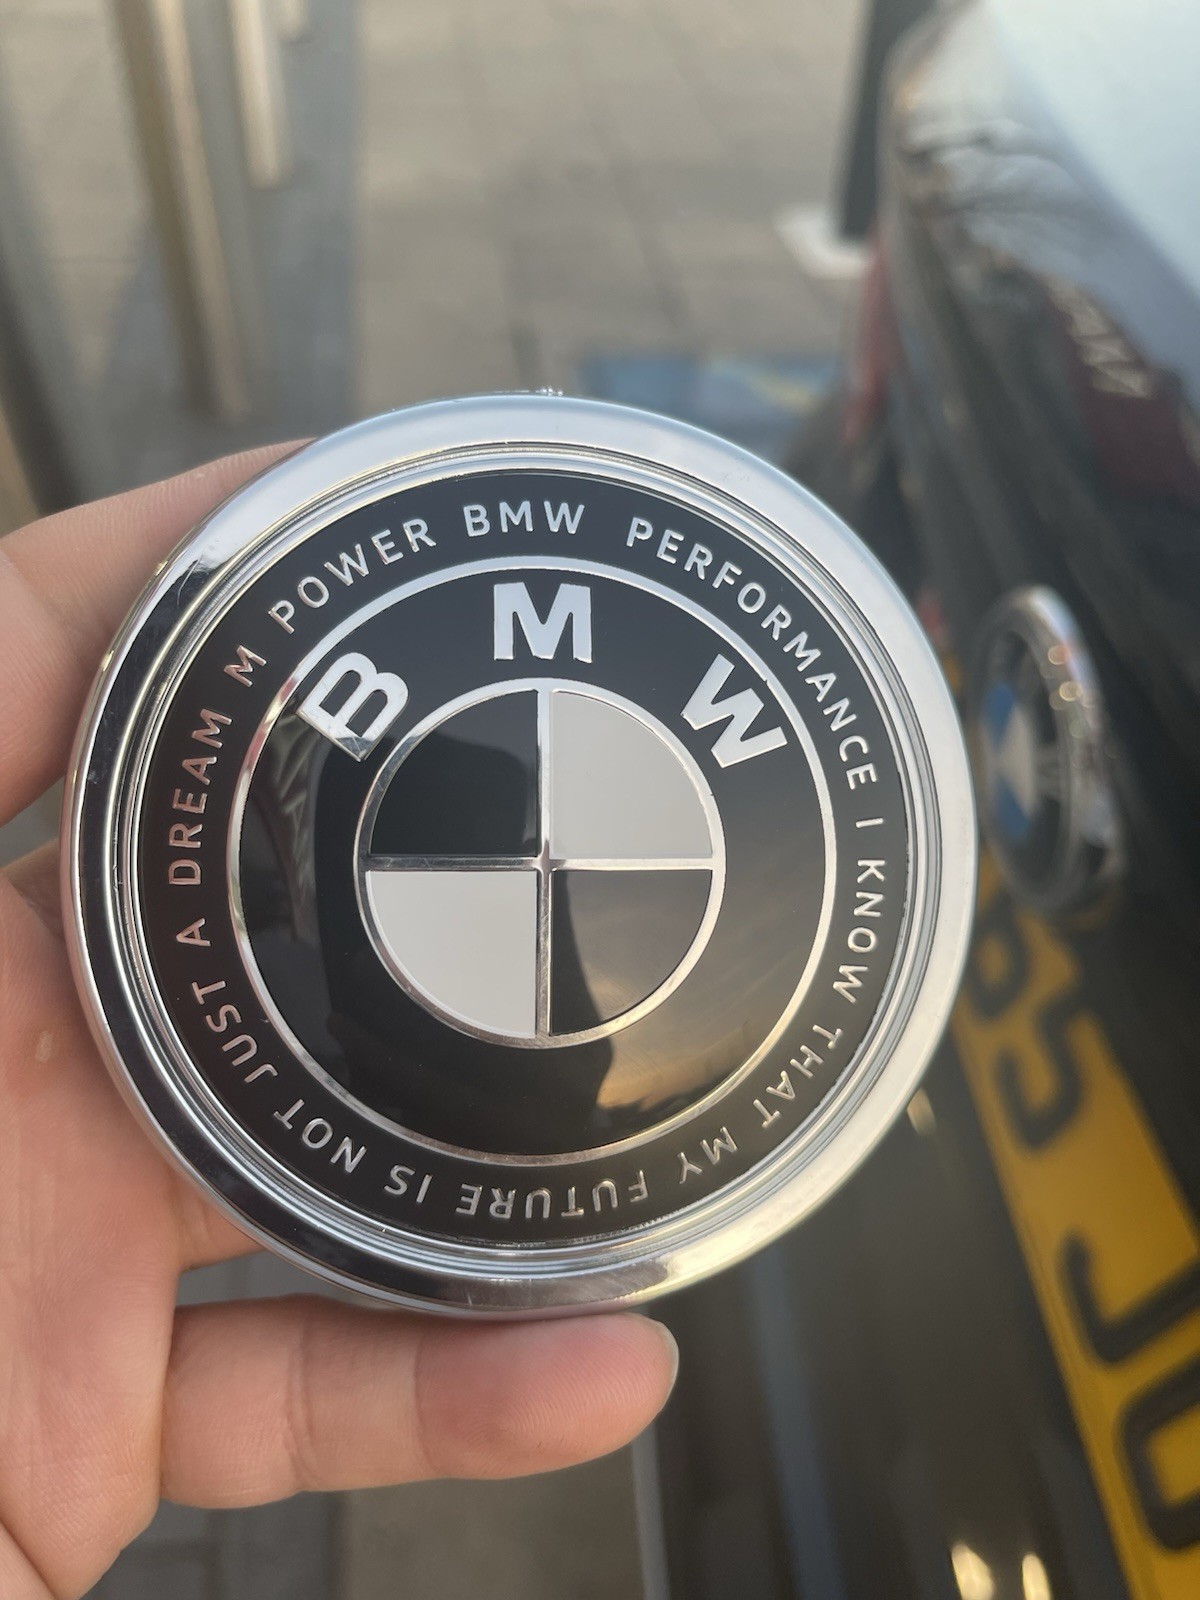 M POWER BMW PERFORMANCE I KNOW THAT MY FUTURE IS NOT JUST A DREAM
BMW